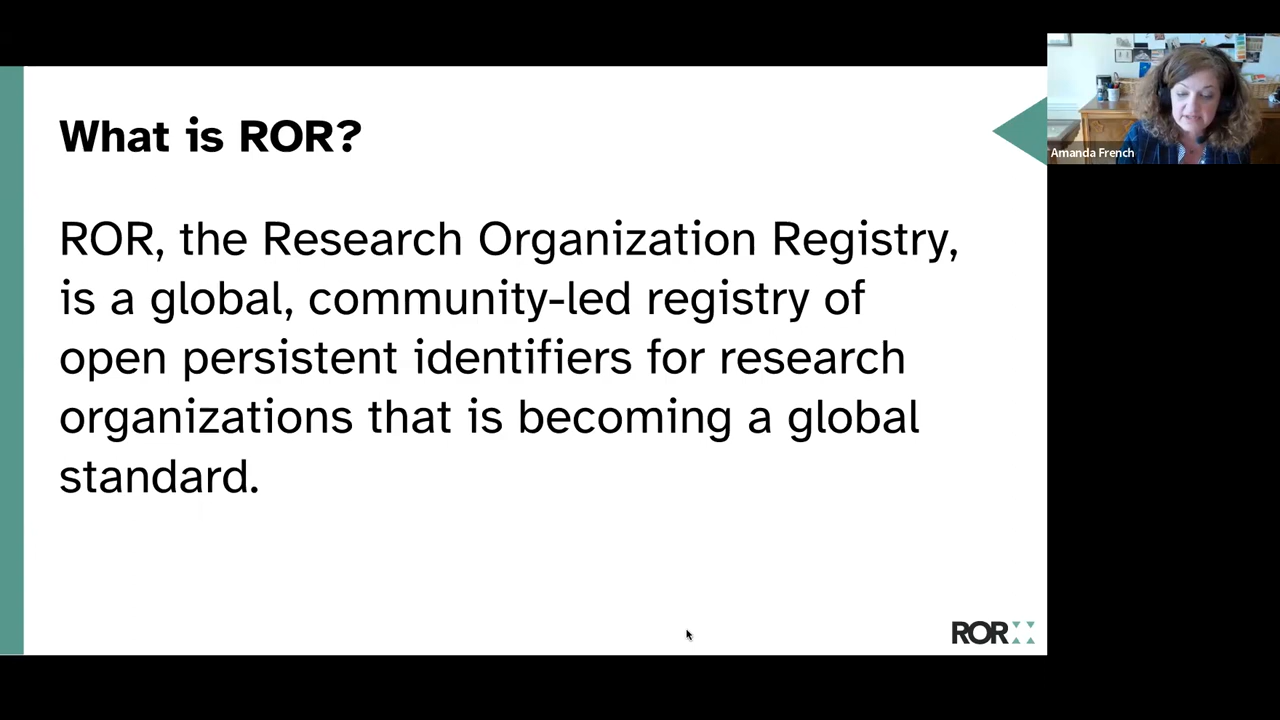 What is ROR?
ROR, the Research Organization Registry,
is a global, community-led registry of
open persistent identifiers for research
organizations that is becoming a global
standard.
Amanda French
ROR